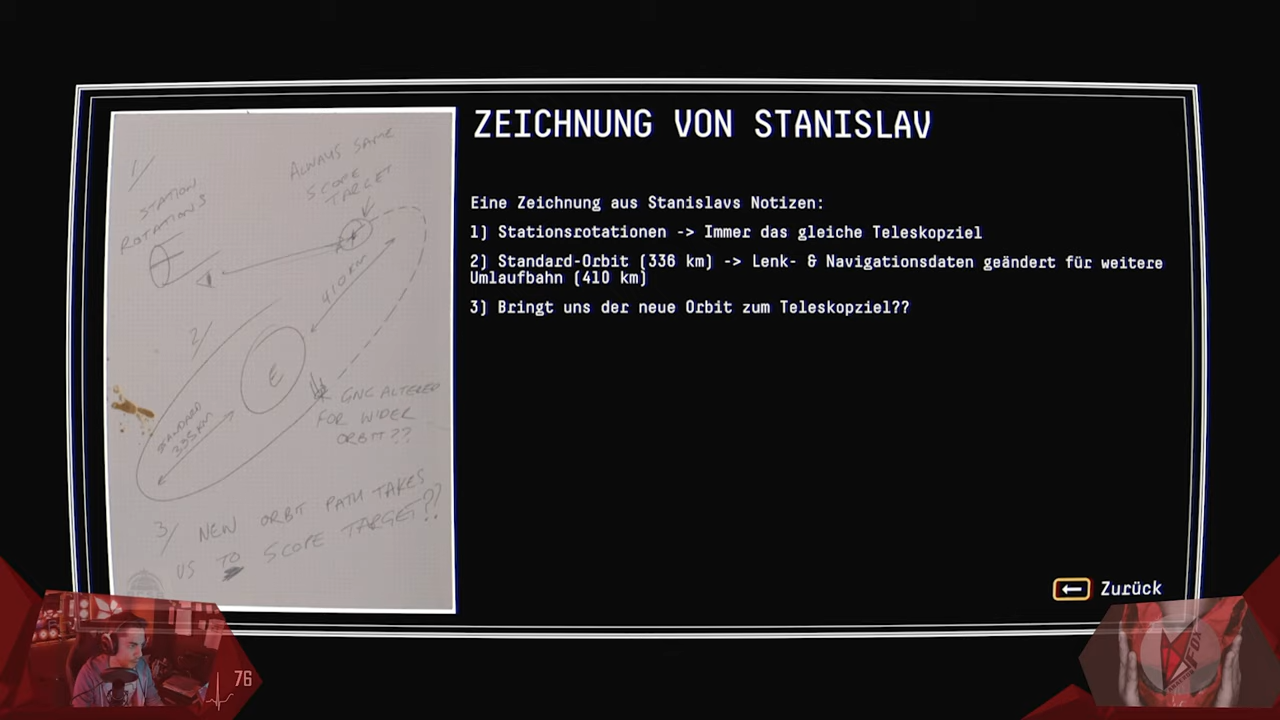 ZEICHNUNG VON STANISLAV
Eine Zeichnung aus Stanislavs Notizen:
1) Stationsrotationen -> Immer das gleiche Teleskopziel
2) Standard-Orbit (336 km) -> Lenk- & Navigationsdaten geändert für weitere
Umlaufbahn (410 km)
3) Bringt uns der neue Orbit zum Teleskopziel??
← Zurück
1/
STATION
ROTATIONS
ALWAYS SAME
SCOPE
TARGET
410 KM
2/
E
STANDARD
GNC ALTERED
FOR WIDER
ORBIT??
3/ NEW ORBIT PATH TAKES
US TO SCOPE TARGET??
76
FOX